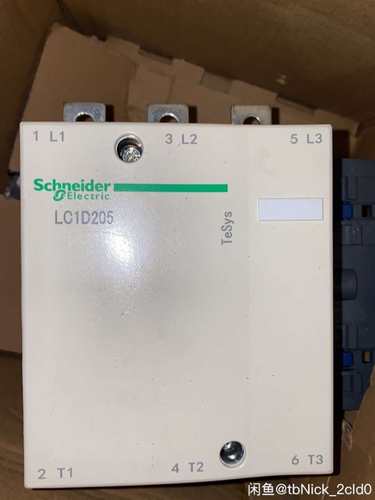 1 L1 3 L2 5 L3
Schneider
Electric
LC1D205
TeSys
2 T1 4 T2 6 T3
闲鱼@tbNick_2cld0